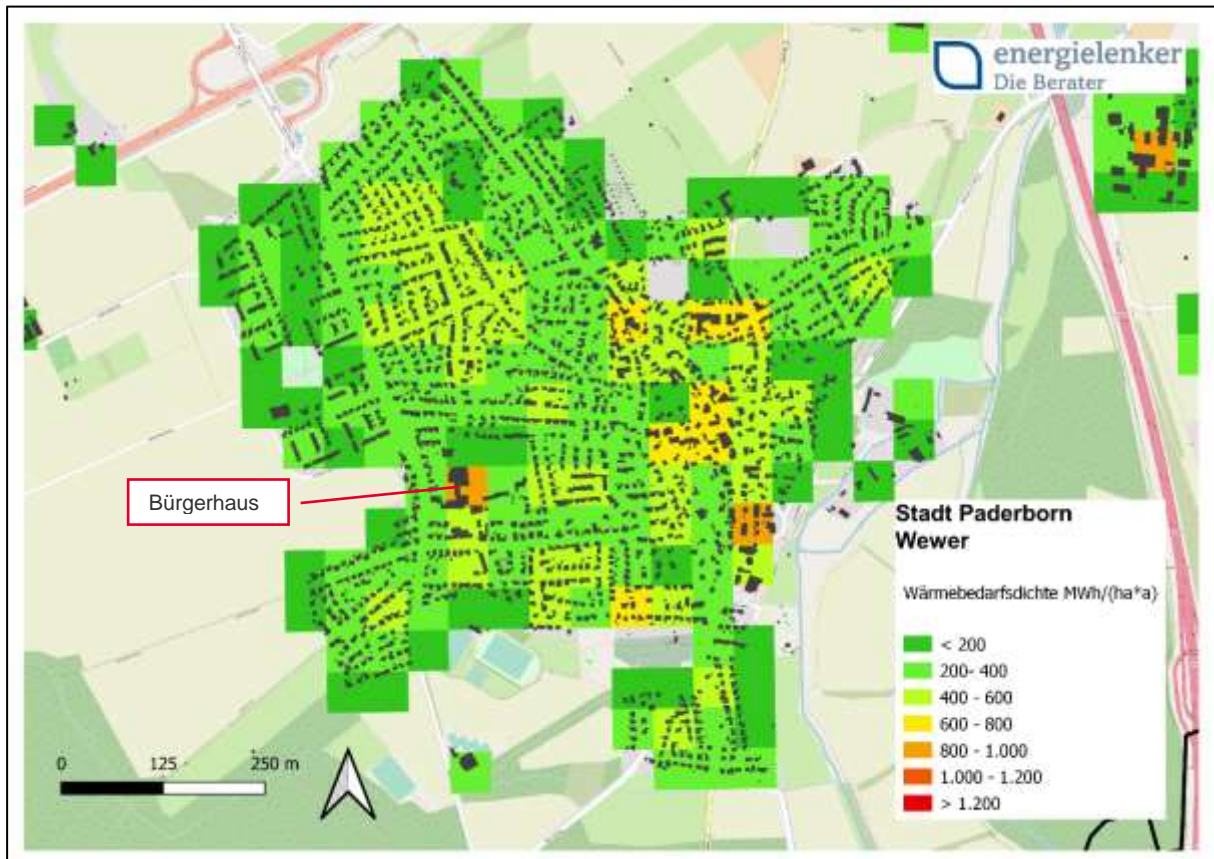 energielenker
Die Berater
Bürgerhaus
Stadt Paderborn
Wewer
Wärmebedarfsdichte MWh/(ha*a)
< 200
200- 400
400 - 600
600 - 800
800 - 1.000
1.000 - 1.200
> 1.200
0 125 250 m